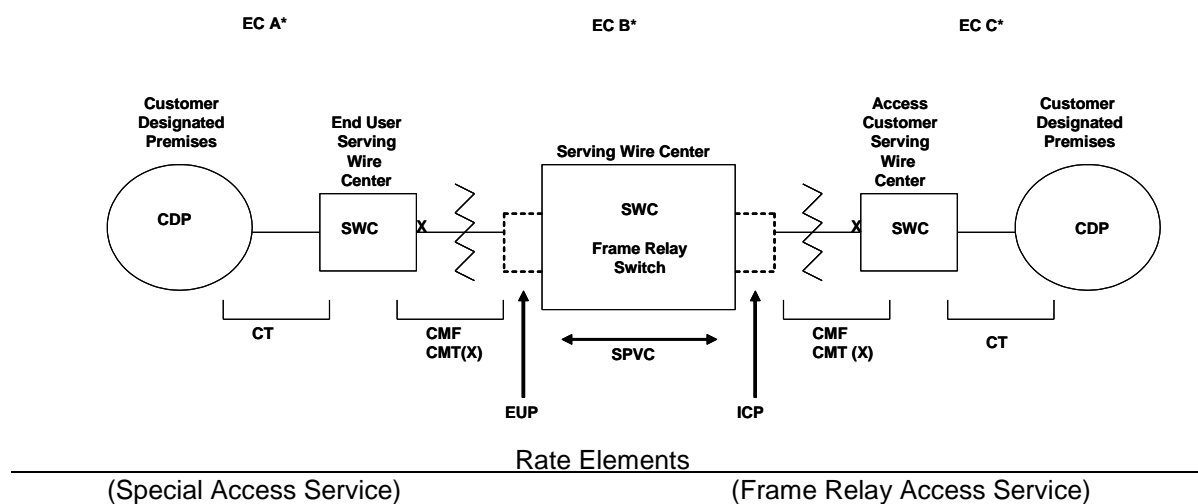 EC A*
EC B*
EC C*
Customer
Designated
Premises
End User
Serving
Wire
Center
Serving Wire Center
Access
Customer
Serving
Wire
Center
Customer
Designated
Premises
CDP
SWC
X
SWC
Frame Relay
Switch
X
SWC
CDP
CT
CMF
CMT(X)
SPVC
CMF
CMT (X)
CT
EUP
ICP
Rate Elements
(Special Access Service)
(Frame Relay Access Service)